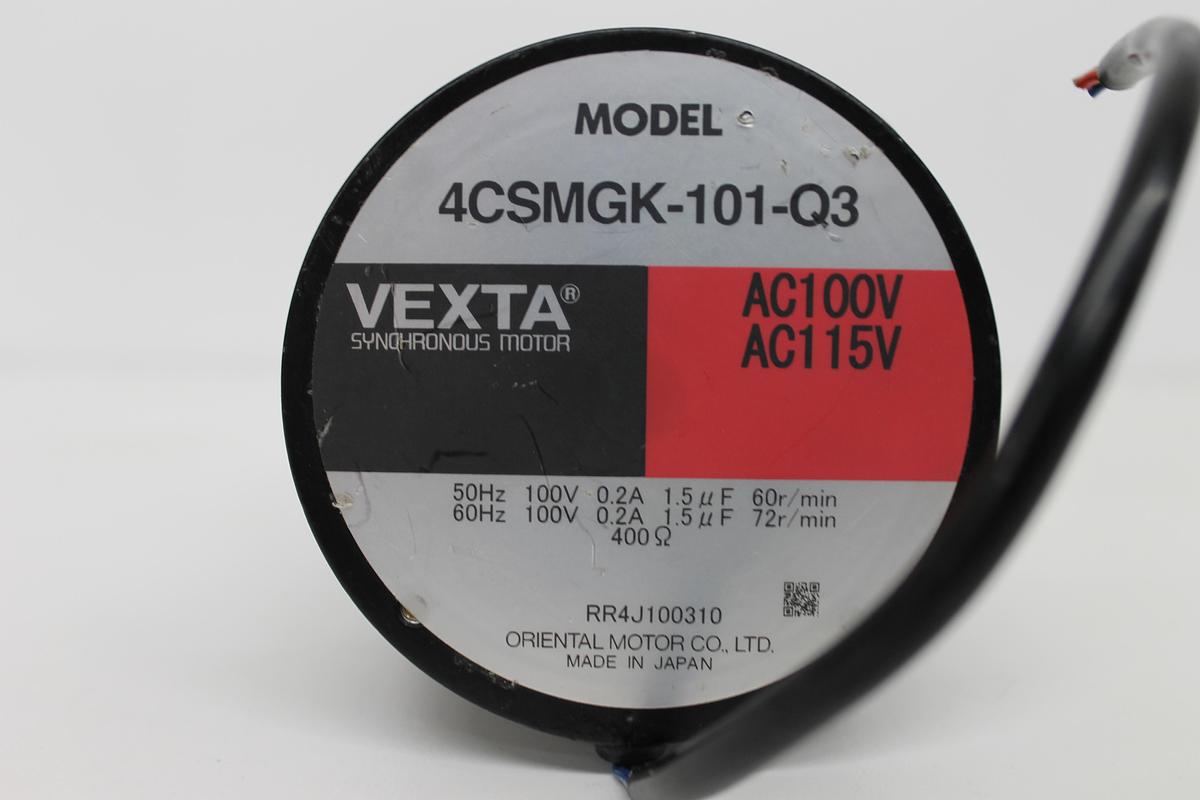 MODEL
4CSMGK-101-Q3
VEXTA®
SYNCHRONOUS MOTOR
AC100V
AC115V
50Hz 100V 0.2A 1.5μF 60r/min
60Hz 100V 0.2A 1.5μF 72r/min
400Ω
RR4J100310
ORIENTAL MOTOR CO., LTD.
MADE IN JAPAN